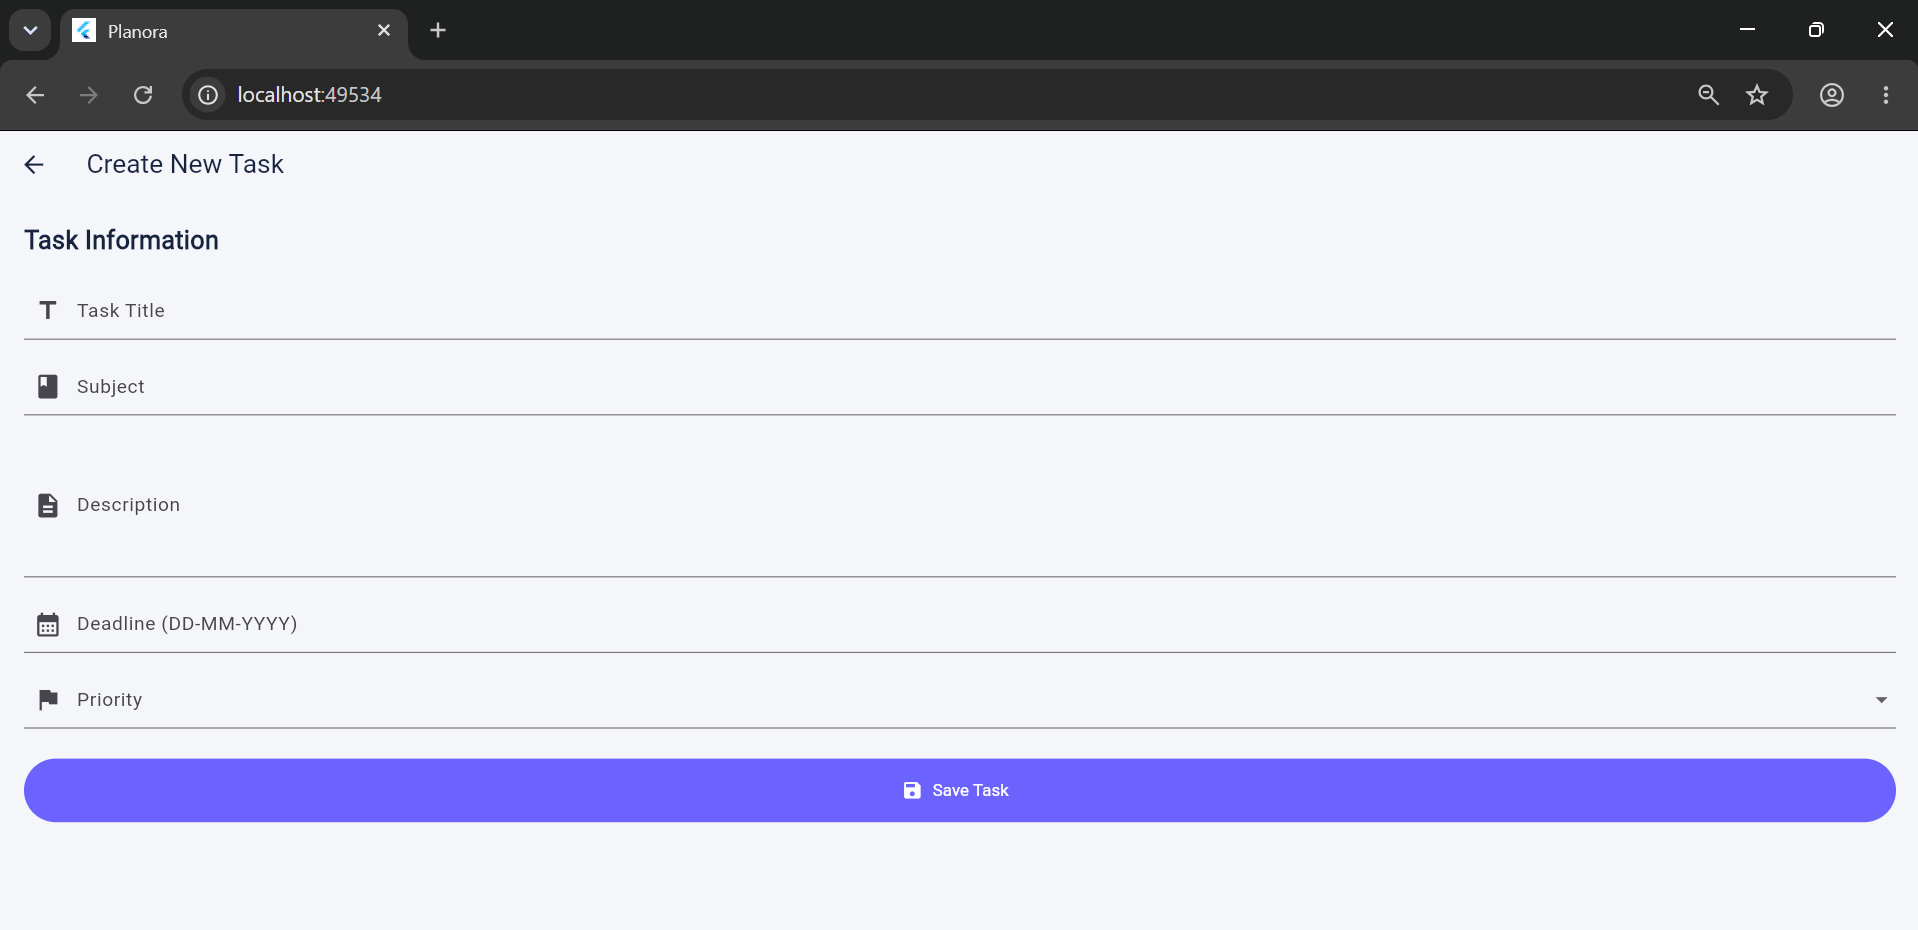 Planora
localhost:49534
Create New Task
Task Information
Task Title
Subject
Description
Deadline (DD-MM-YYYY)
Priority
Save Task